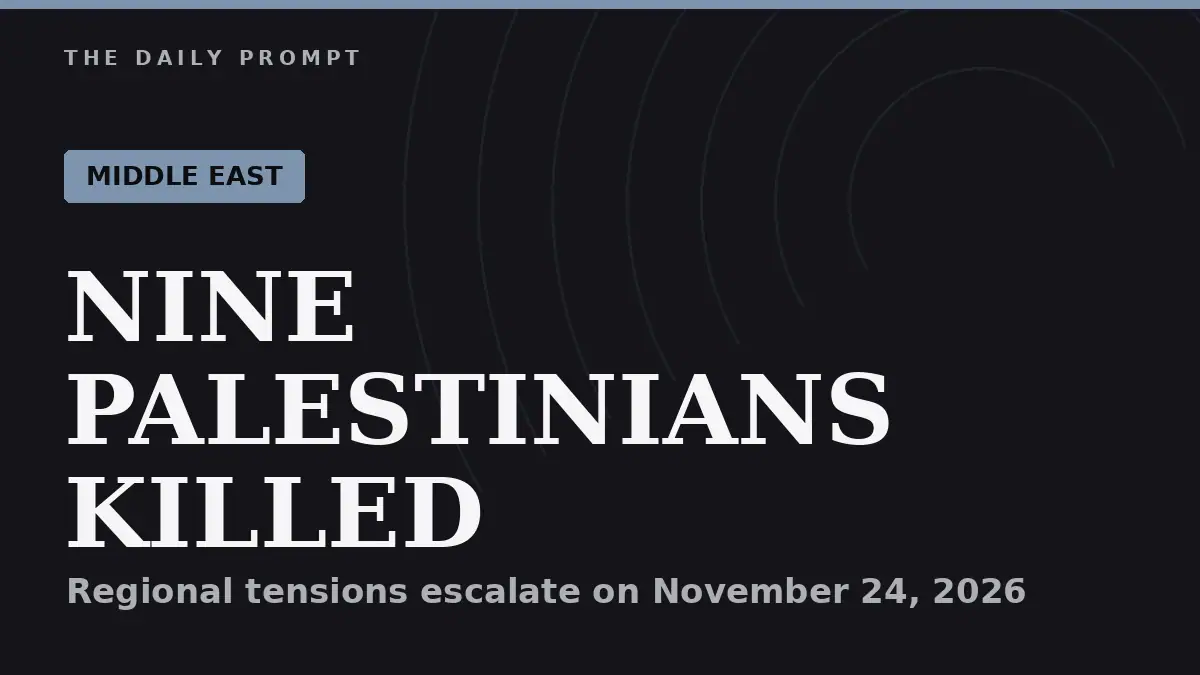 THE DAILY PROMPT
MIDDLE EAST
NINE
PALESTINIANS
KILLED
Regional tensions escalate on November 24, 2026